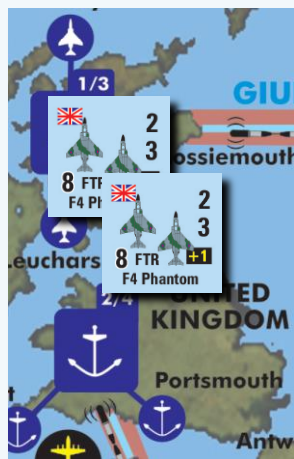 1/3
GIU
2
3
8 FTR
F4 Ph
ossiemouth
2
3
+1
8 FTR
F4 Phantom
Leuchars
2/4
UNITED
KINGDOM
Portsmouth
Antw